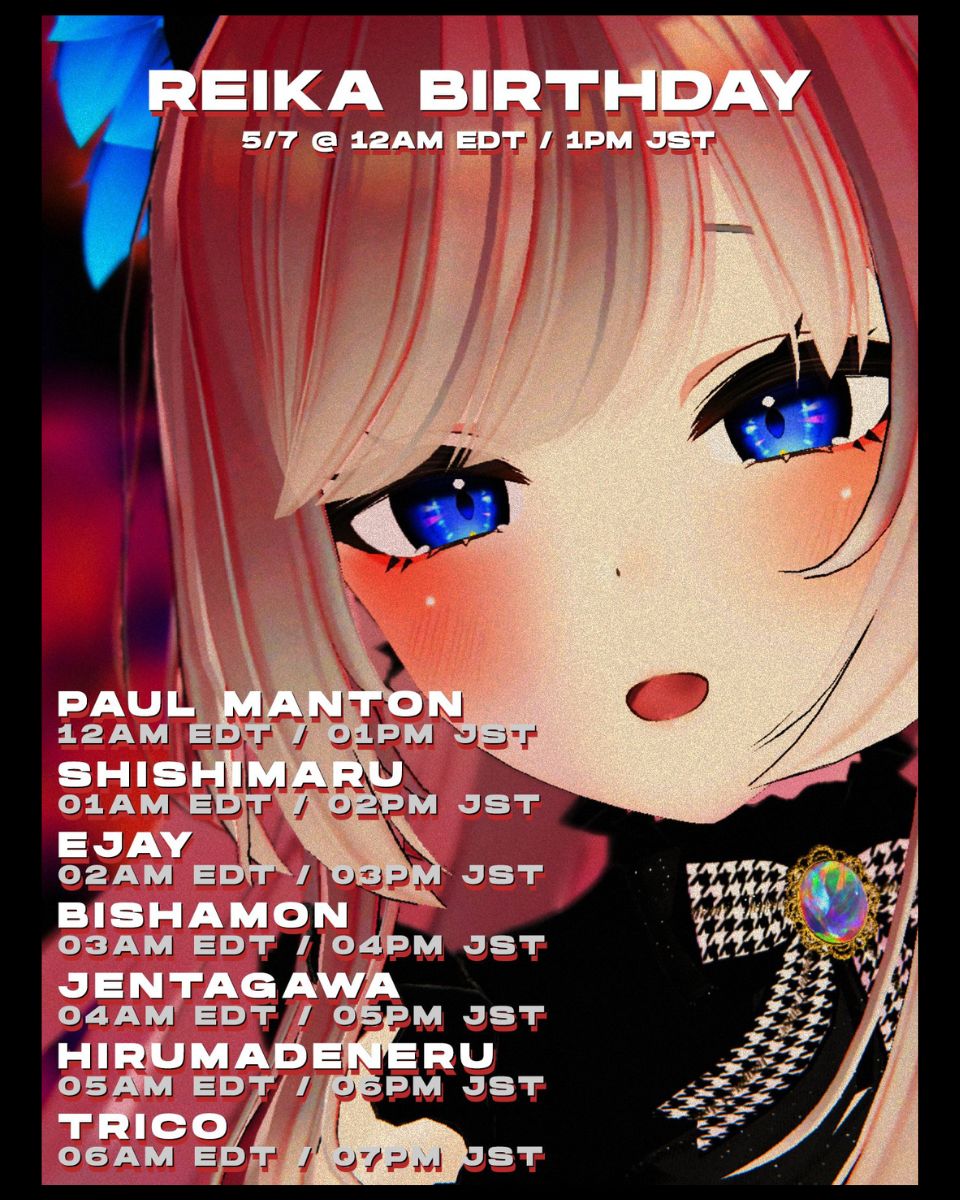 REIKA BIRTHDAY
5/7 @ 12AM EDT / 1PM JST
PAUL MANTON
12AM EDT / 01PM JST
SHISHIMARU
01AM EDT / 02PM JST
EJAY
02AM EDT / 03PM JST
BISHAMON
03AM EDT / 04PM JST
JENTAGAWA
04AM EDT / 05PM JST
HIRUMADENERU
05AM EDT / 06PM JST
TRICO
06AM EDT / 07PM JST